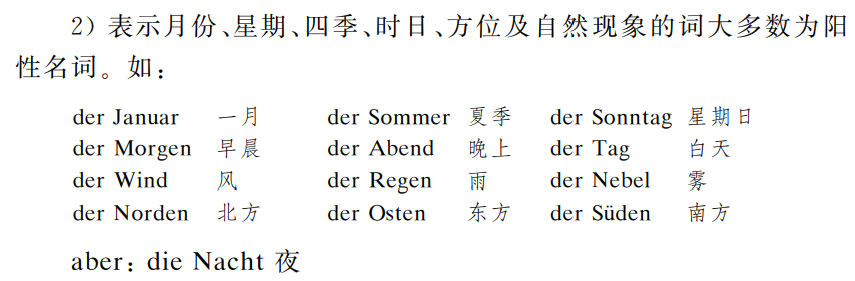 2) 表示月份、星期、四季、时日、方位及自然现象的词大多数为阳
性名词。如：
der Januar 一月 der Sommer 夏季 der Sonntag 星期日
der Morgen 早晨 der Abend 晚上 der Tag 白天
der Wind 风 der Regen 雨 der Nebel 雾
der Norden 北方 der Osten 东方 der Süden 南方
aber: die Nacht 夜